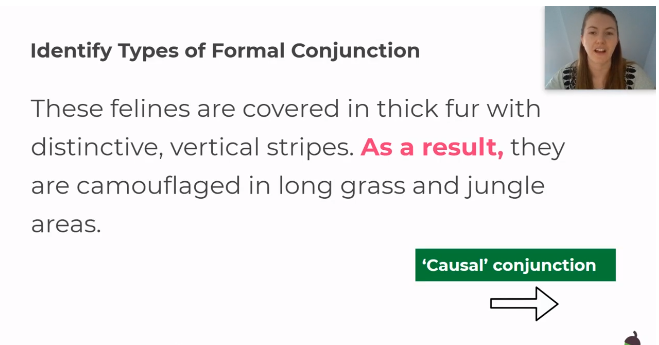 Identify Types of Formal Conjunction
These felines are covered in thick fur with
distinctive, vertical stripes. As a result, they
are camouflaged in long grass and jungle
areas.
‘Causal’ conjunction